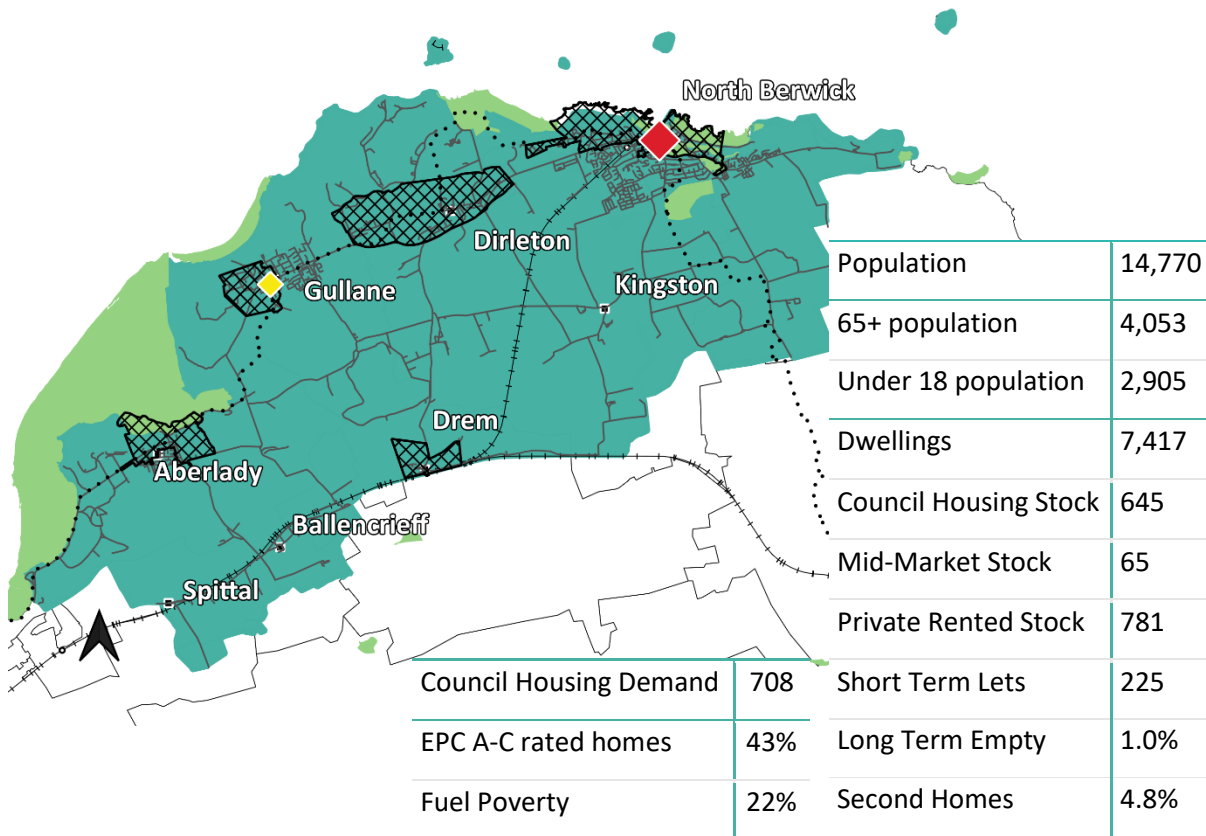 North Berwick
Dirleton
Gullane
Kingston
Drem
Aberlady
Ballencrieff
Spittal
Population 14,770
65+ population 4,053
Under 18 population 2,905
Dwellings 7,417
Council Housing Stock 645
Mid-Market Stock 65
Private Rented Stock 781
Short Term Lets 225
Long Term Empty 1.0%
Second Homes 4.8%
Council Housing Demand 708
EPC A-C rated homes 43%
Fuel Poverty 22%